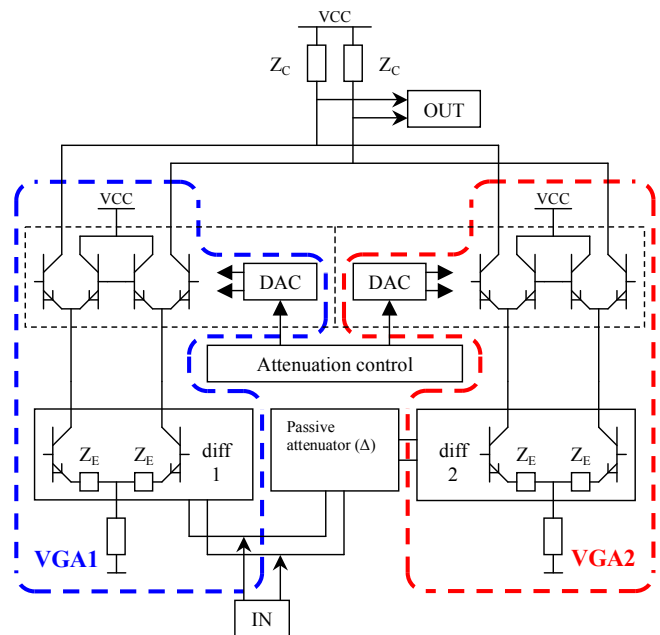 VCC
Z_C Z_C
OUT
VCC VCC
DAC DAC
Attenuation control
Passive
attenuator (Δ)
Z_E Z_E diff
1
Z_E Z_E
diff
2
VGA1 VGA2
IN